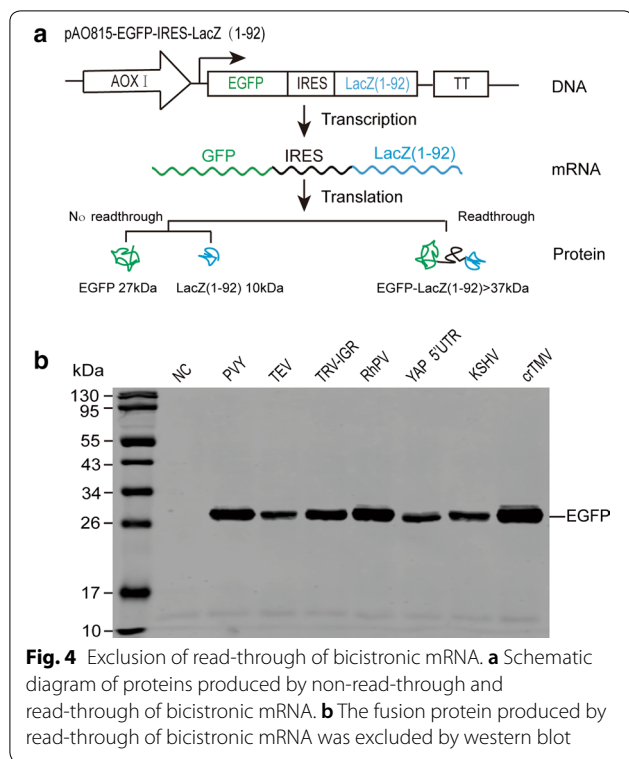 a
pAO815-EGFP-IRES-LacZ (1-92)
AOX I EGFP IRES LacZ(1-92) TT DNA
Transcription
GFP IRES LacZ(1-92)
mRNA
Translation
No readthrough Readthrough
Protein
EGFP 27kDa LacZ(1-92) 10kDa EGFP-LacZ(1-92)>37kDa
b
kDa NC PVY TEV TRV-IGR RhPV YAP 5'UTR KSHV crTMV
130
95
55
43
34
26
EGFP
17
10
Fig. 4 Exclusion of read-through of bicistronic mRNA. a Schematic
diagram of proteins produced by non-read-through and
read-through of bicistronic mRNA. b The fusion protein produced by
read-through of bicistronic mRNA was excluded by western blot